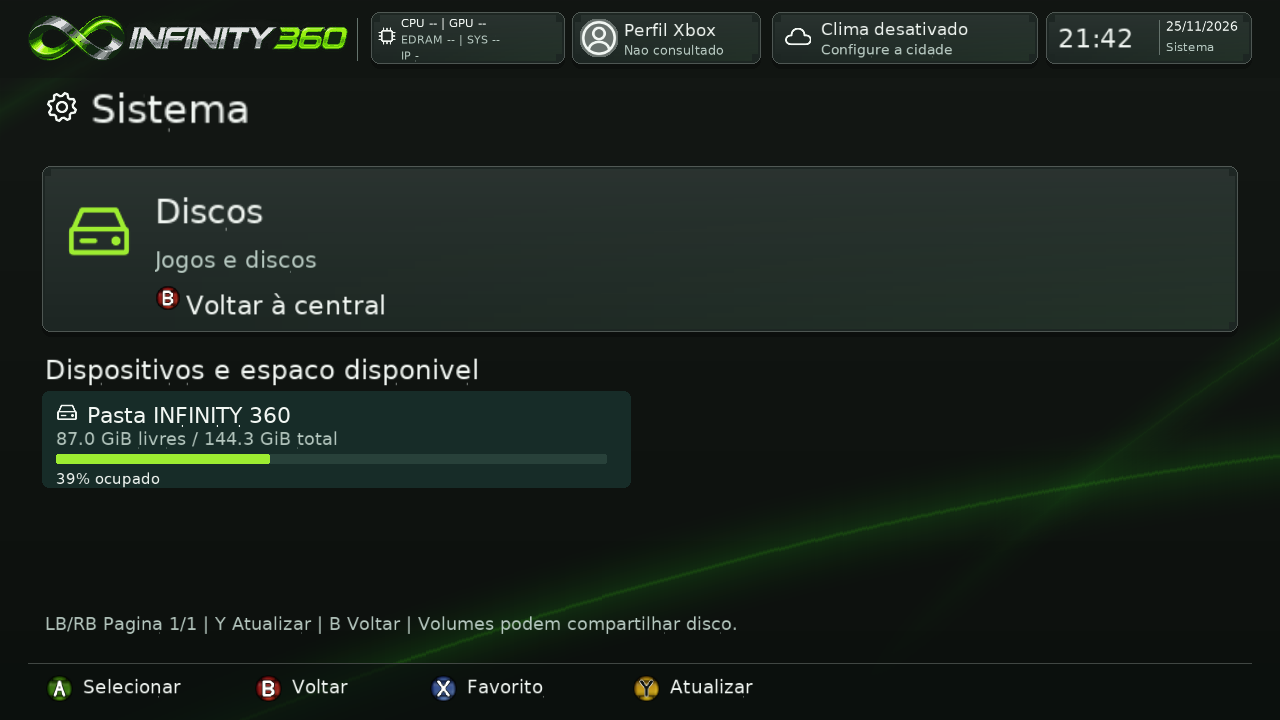 INFINITY 360
CPU -- | GPU --
EDRAM -- | SYS --
IP -
Perfil Xbox
Nao consultado
Clima desativado
Configure a cidade
21:42
25/11/2026
Sistema
Sistema
Discos
Jogos e discos
B Voltar à central
Dispositivos e espaco disponivel
Pasta INFINITY 360
87.0 GiB livres / 144.3 GiB total
39% ocupado
LB/RB Pagina 1/1 | Y Atualizar | B Voltar | Volumes podem compartilhar disco.
A Selecionar B Voltar X Favorito Y Atualizar